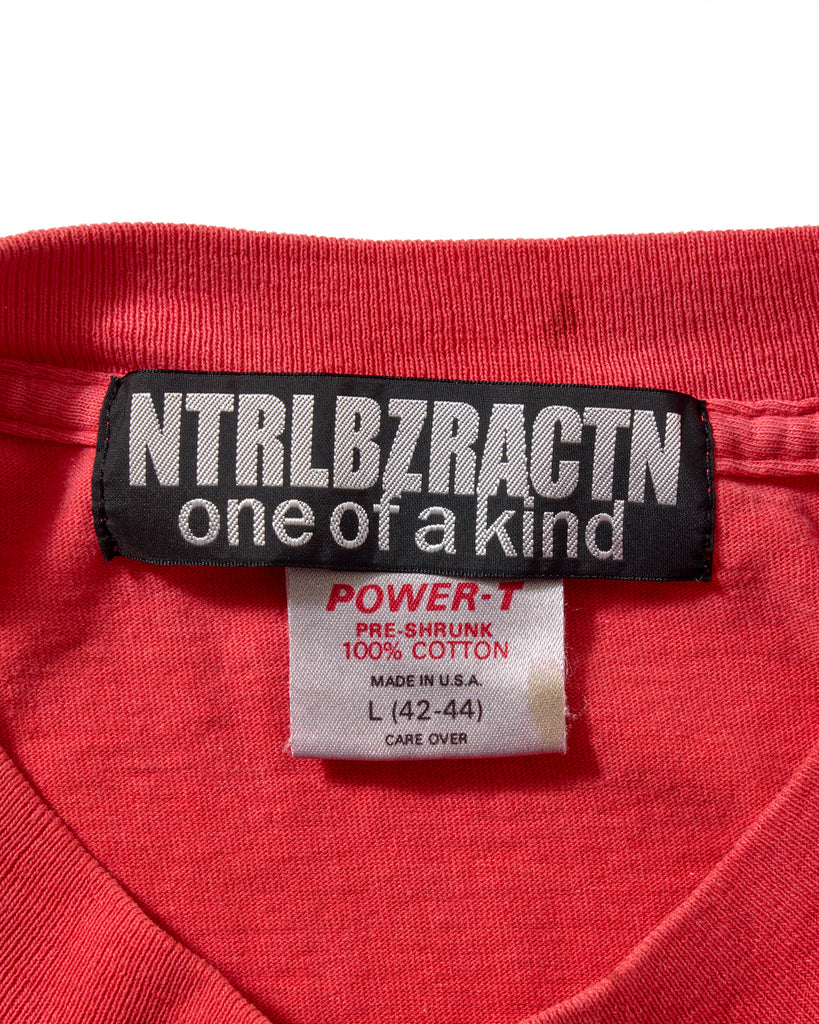 NTRLBZRACTN
one of a kind
POWER-T
PRE-SHRUNK
100% COTTON
MADE IN U.S.A.
L (42-44)
CARE OVER